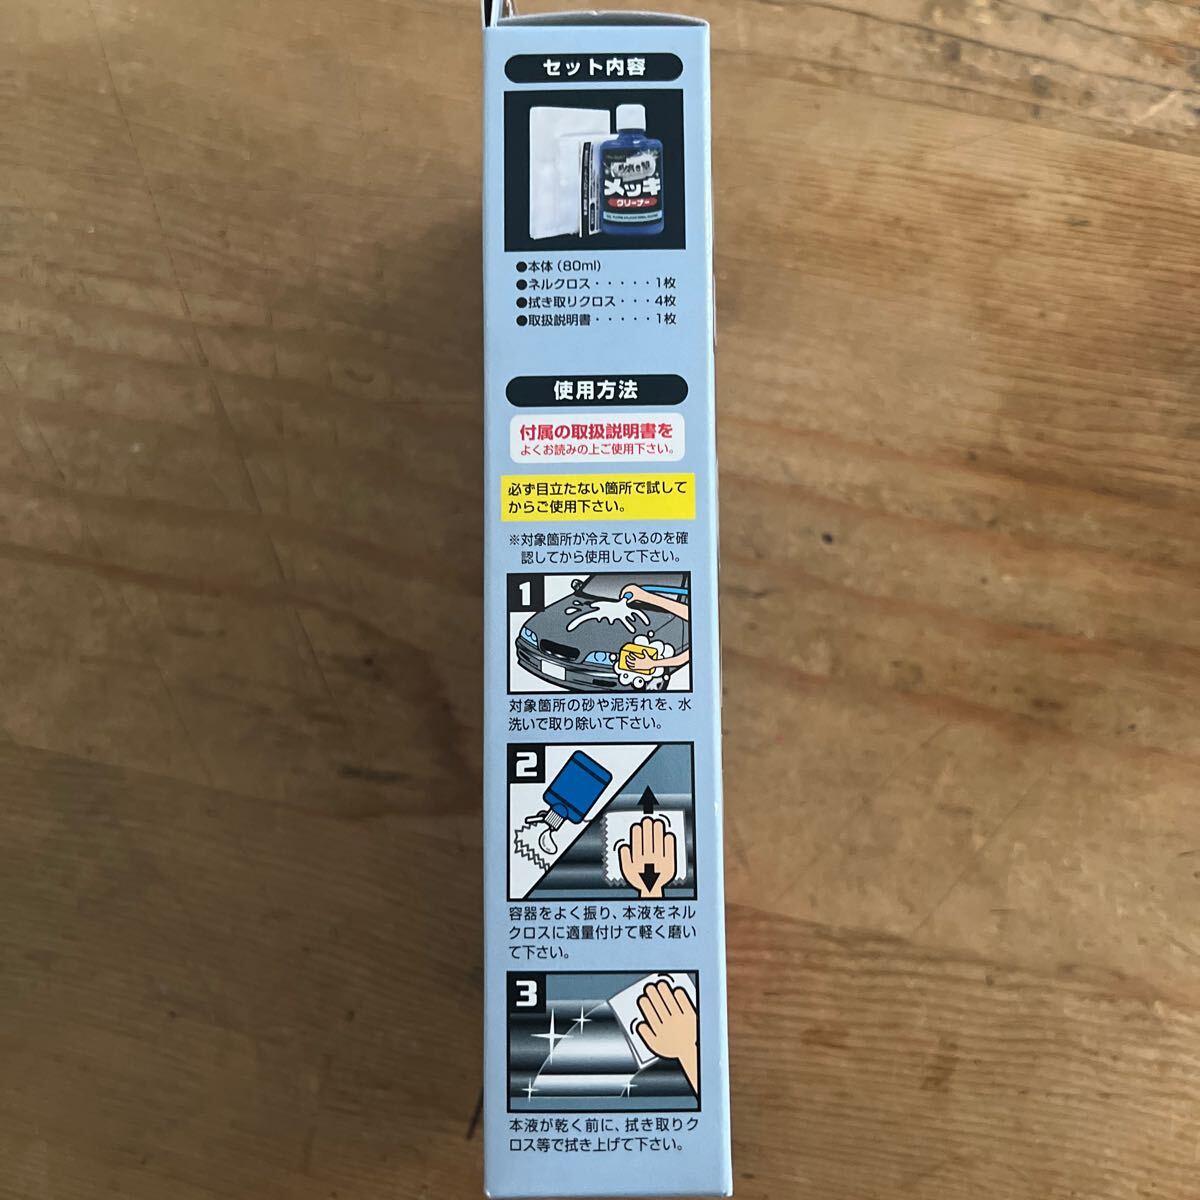 セット内容
メッキ
クリーナー
●本体(80ml)
●ネルクロス・・・・・1枚
●拭き取りクロス・・・4枚
●取扱説明書・・・・・1枚
使用方法
付属の取扱説明書を
よくお読みの上ご使用下さい。
必ず目立たない箇所で試して
からご使用下さい。
※対象箇所が冷えているのを確
認してから使用して下さい。
1
対象箇所の砂や泥汚れを、水
洗いで取り除いて下さい。
2
容器をよく振り、本液をネル
クロスに適量付けて軽く磨い
て下さい。
3
本液が乾く前に、拭き取りク
ロス等で拭き上げて下さい。